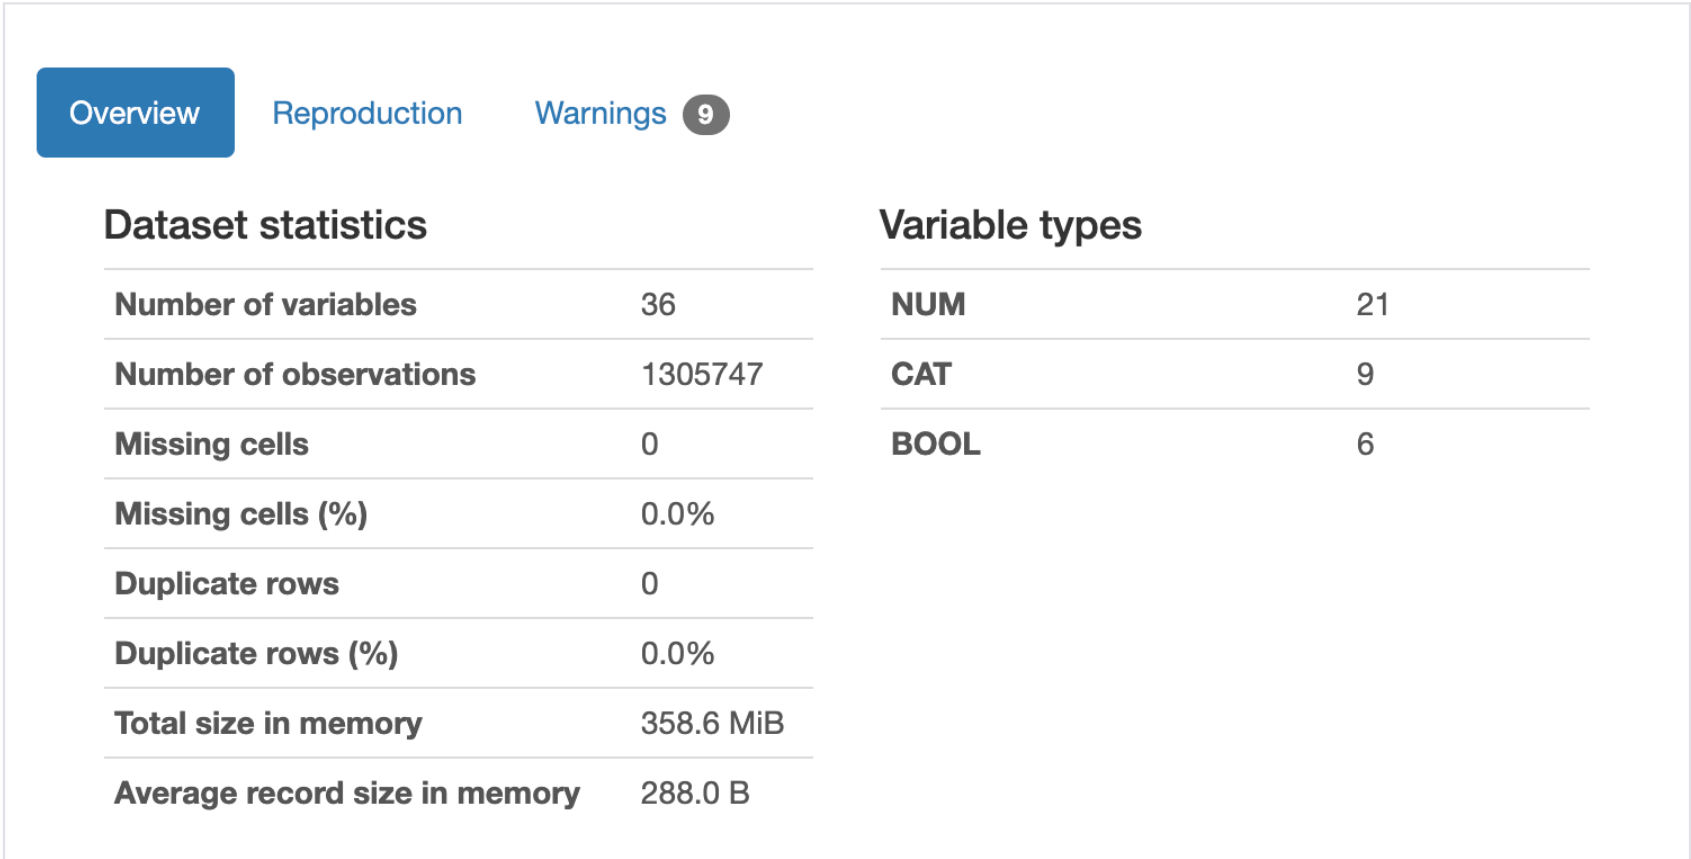 Overview Reproduction Warnings 9
Dataset statistics
Number of variables 36
Number of observations 1305747
Missing cells 0
Missing cells (%) 0.0%
Duplicate rows 0
Duplicate rows (%) 0.0%
Total size in memory 358.6 MiB
Average record size in memory 288.0 B
Variable types
NUM 21
CAT 9
BOOL 6